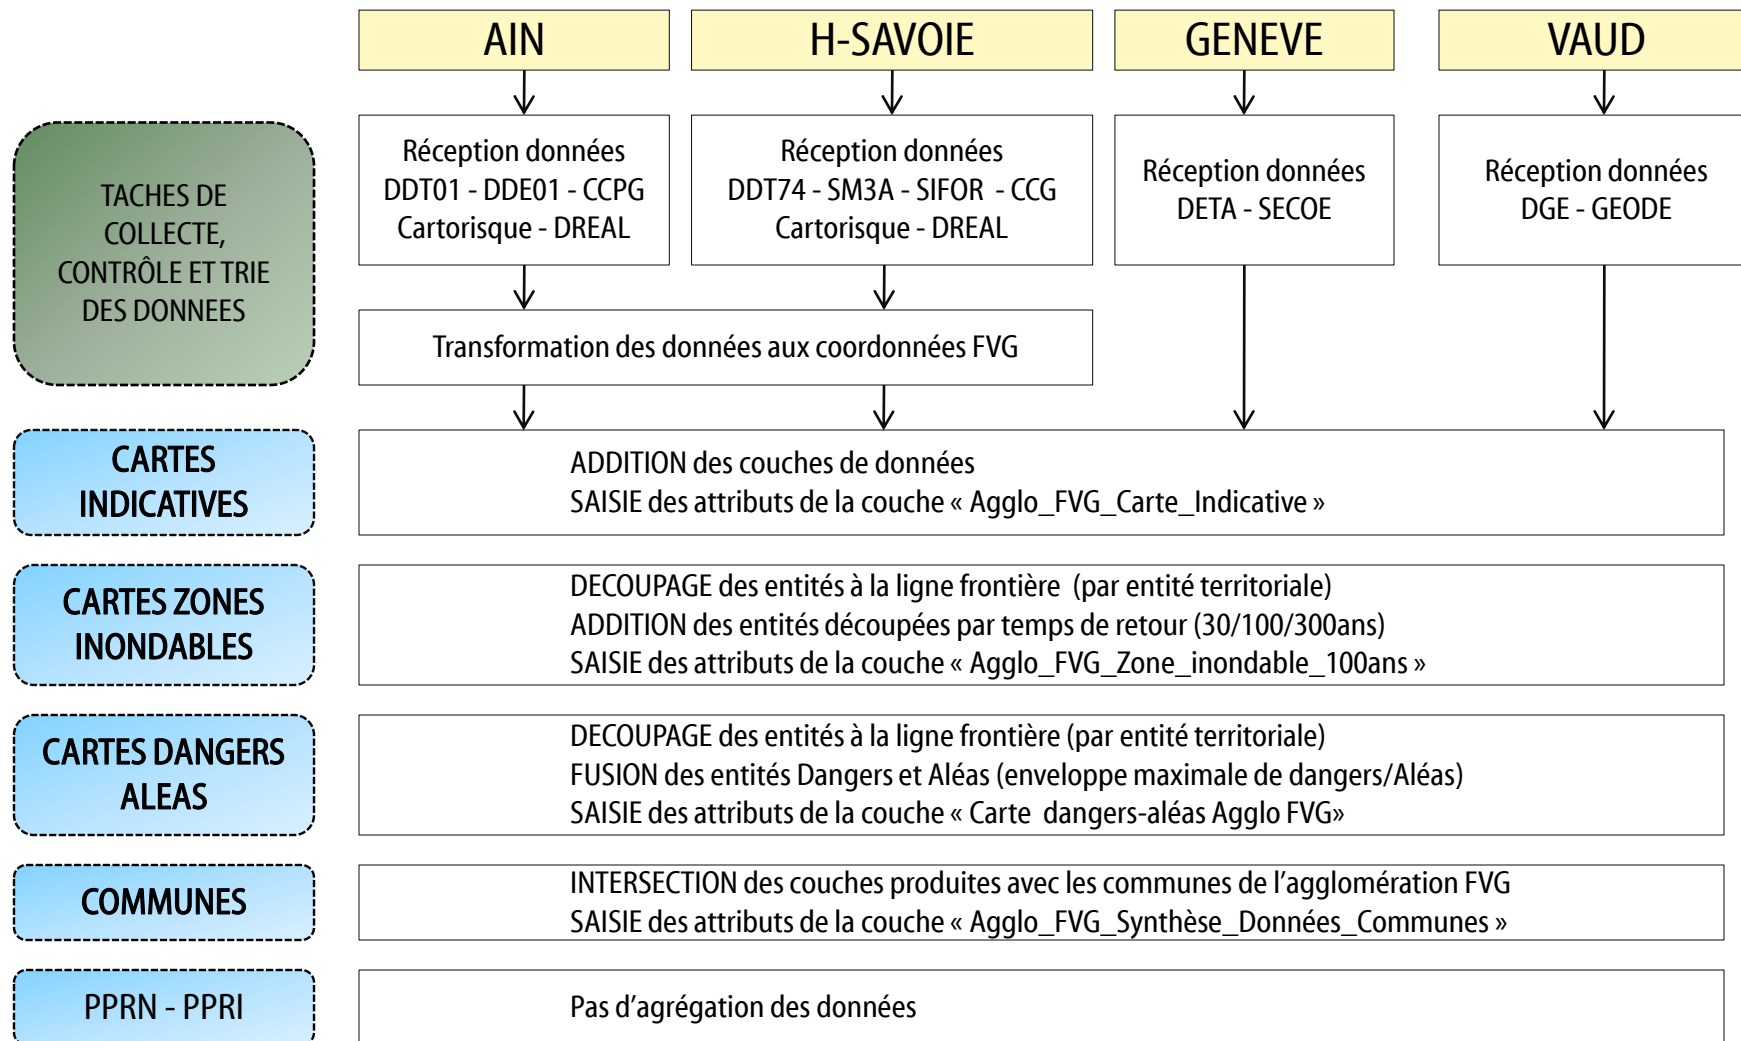 AIN
H-SAVOIE
GENEVE
VAUD
TACHES DE
COLLECTE,
CONTRÔLE ET TRIE
DES DONNEES
Réception données
DDT01 - DDE01 - CCPG
Cartorisque - DREAL
Réception données
DDT74 - SM3A - SIFOR - CCG
Cartorisque - DREAL
Réception données
DETA - SECOE
Réception données
DGE - GEODE
Transformation des données aux coordonnées FVG
CARTES
INDICATIVES
ADDITION des couches de données
SAISIE des attributs de la couche « Agglo_FVG_Carte_Indicative »
CARTES ZONES
INONDABLES
DECOUPAGE des entités à la ligne frontière (par entité territoriale)
ADDITION des entités découpées par temps de retour (30/100/300ans)
SAISIE des attributs de la couche « Agglo_FVG_Zone_inondable_100ans »
CARTES DANGERS
ALEAS
DECOUPAGE des entités à la ligne frontière (par entité territoriale)
FUSION des entités Dangers et Aléas (enveloppe maximale de dangers/Aléas)
SAISIE des attributs de la couche « Carte dangers-aléas Agglo FVG»
COMMUNES
INTERSECTION des couches produites avec les communes de l’agglomération FVG
SAISIE des attributs de la couche « Agglo_FVG_Synthèse_Données_Communes »
PPRN - PPRI
Pas d’agrégation des données